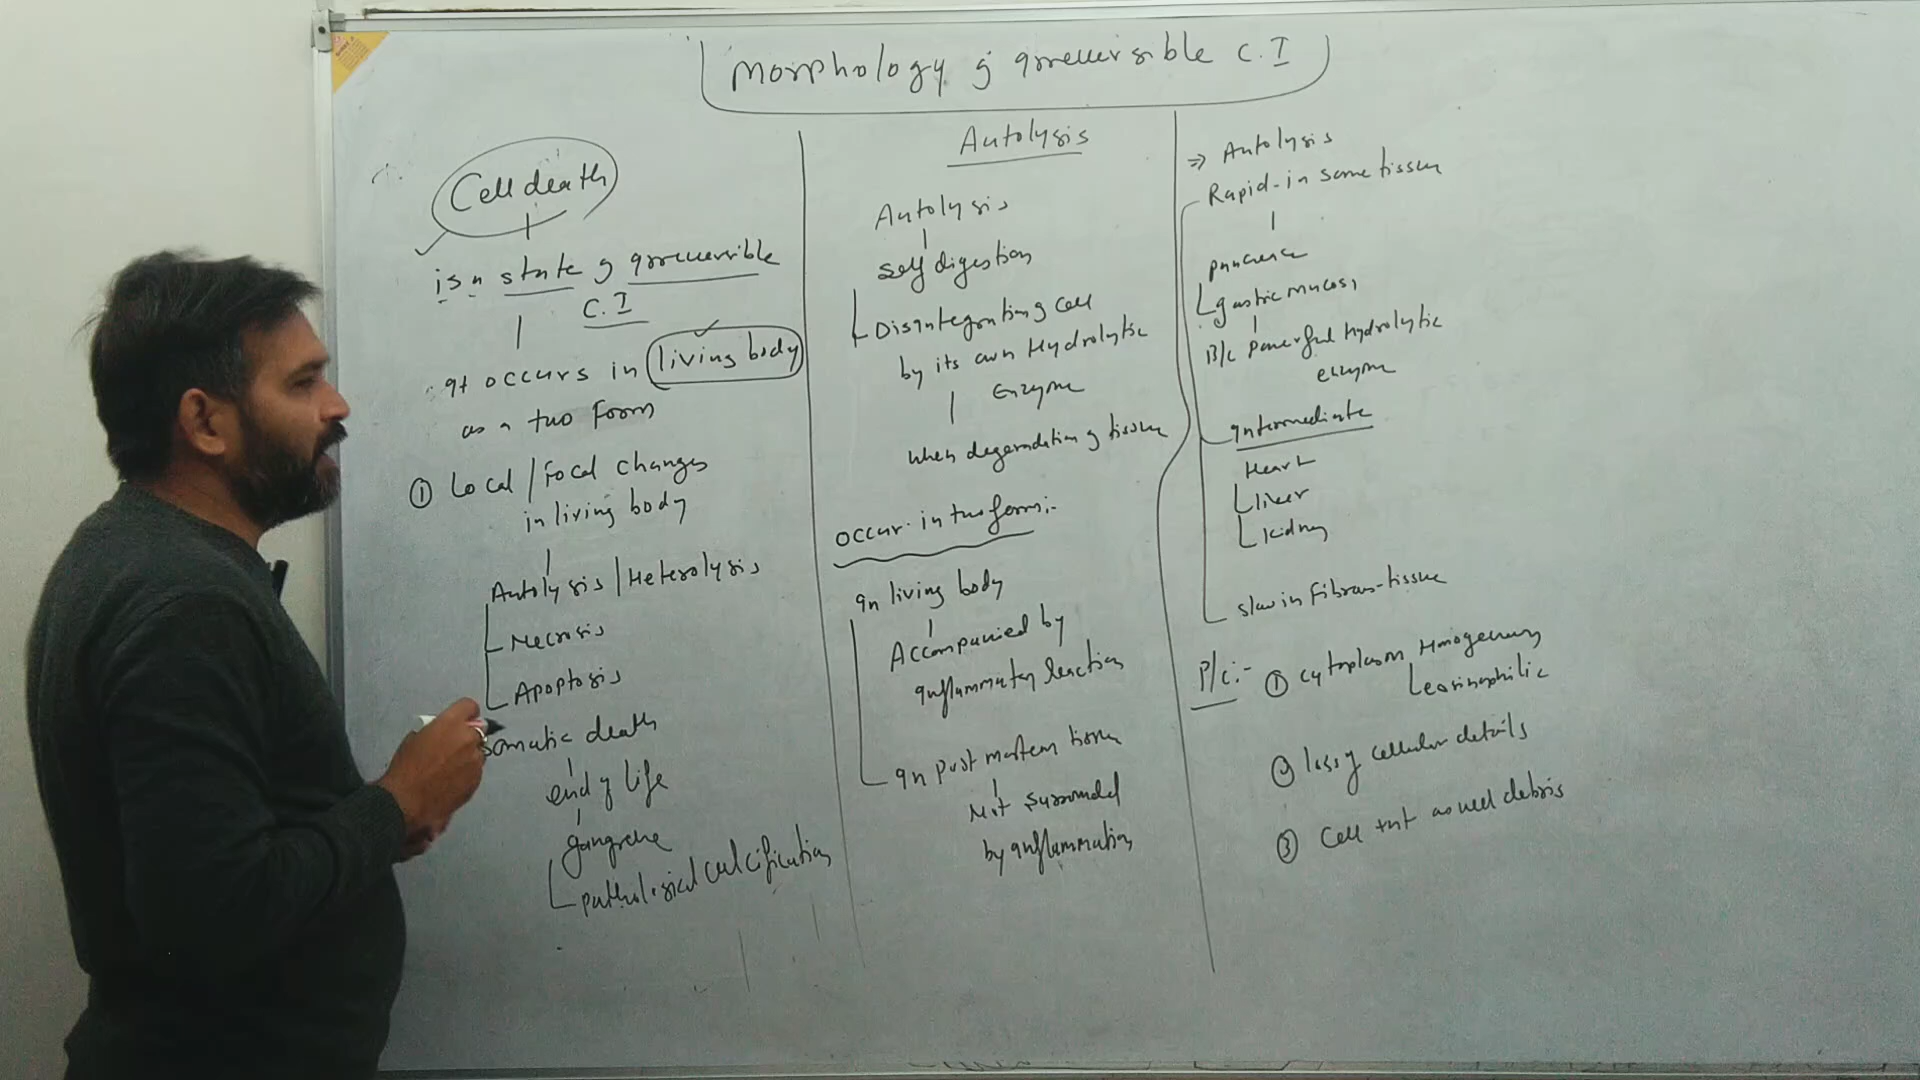 Morphology of irreversible C.I
Cell death
is a state of irreversible
C.I
It occurs in living body
as a two form
① Local / Focal changes
in living body
Autolysis / Heterolysis
Necrosis
Apoptosis
somatic death
end of life
gangrene
pathological calcification
Autolysis
Autolysis
self digestion
Disintegrating cell
by its own Hydrolytic
Enzyme
when degeradation of tissue
occur in two form:-
In living body
Accompanied by
inflammatory reaction
In post mortem tissue
Not surrounded
by inflammation
⇒ Autolysis
Rapid - in some tissue
pancreas
gastric mucosa
B/c powerful Hydrolytic
enzyme
Intermediate
Heart
Liver
Kidney
slow in Fibrous - tissue
P/c:- ① cytoplasm Homogenous
eosinophilic
② loss of cellular details
③ Cell debris